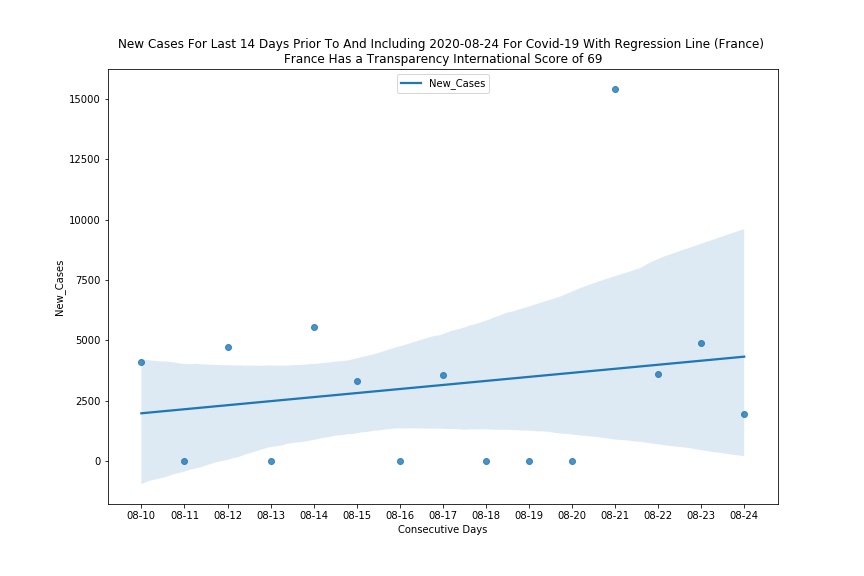 New Cases For Last 14 Days Prior To And Including 2020-08-24 For Covid-19 With Regression Line (France)
France Has a Transparency International Score of 69
New_Cases
15000
12500
10000
7500
5000
2500
0
New_Cases
08-10 08-11 08-12 08-13 08-14 08-15 08-16 08-17 08-18 08-19 08-20 08-21 08-22 08-23 08-24
Consecutive Days